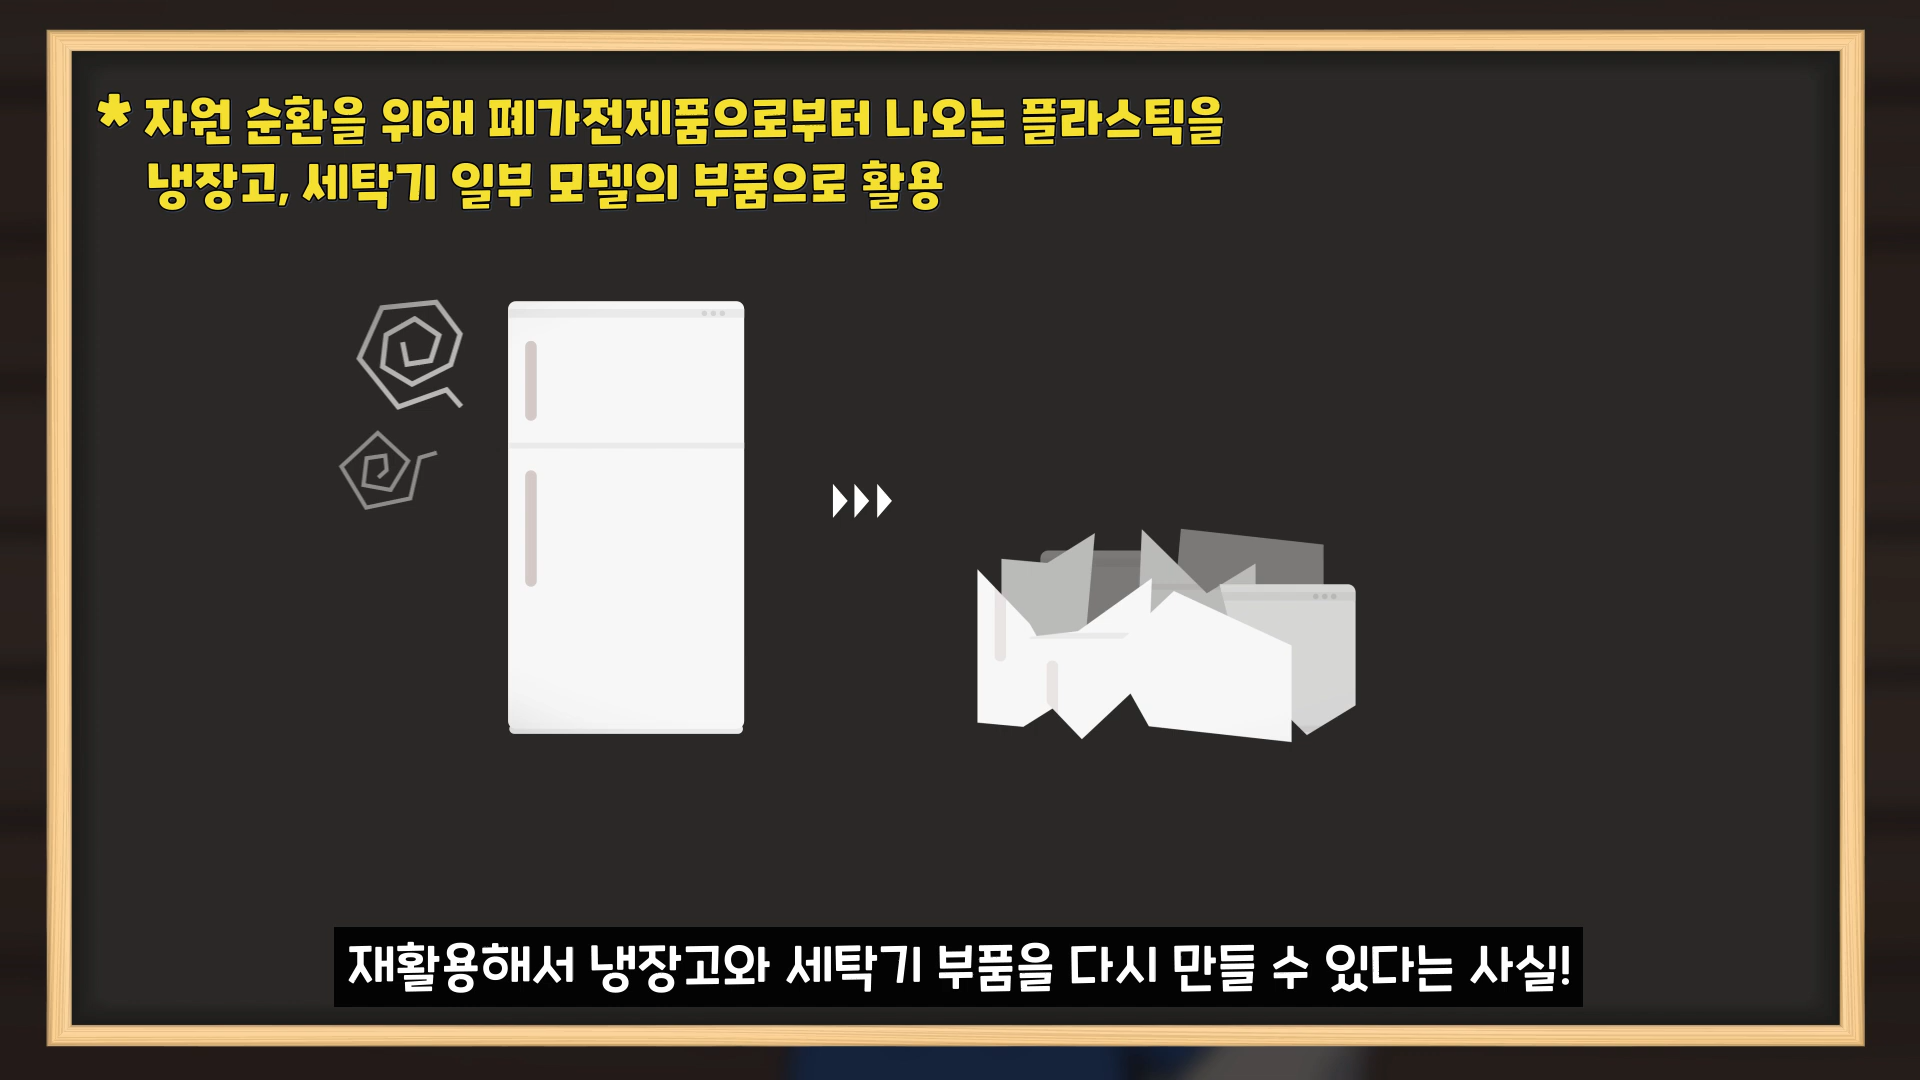 * 자원 순환을 위해 폐가전제품으로부터 나오는 플라스틱을
냉장고, 세탁기 일부 모델의 부품으로 활용
재활용해서 냉장고와 세탁기 부품을 다시 만들 수 있다는 사실!